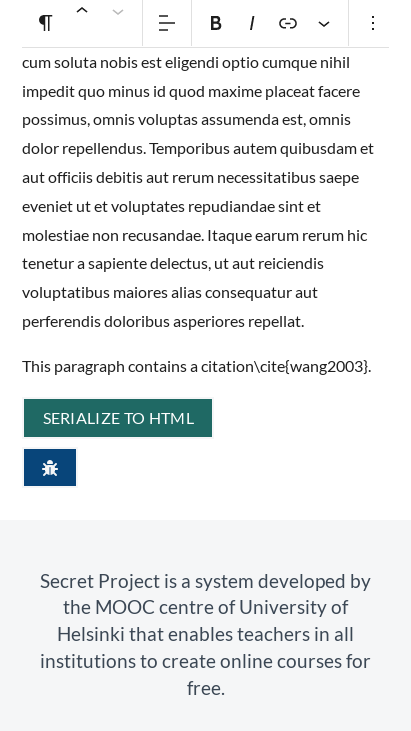 B I
cum soluta nobis est eligendi optio cumque nihil
impedit quo minus id quod maxime placeat facere
possimus, omnis voluptas assumenda est, omnis
dolor repellendus. Temporibus autem quibusdam et
aut officiis debitis aut rerum necessitatibus saepe
eveniet ut et voluptates repudiandae sint et
molestiae non recusandae. Itaque earum rerum hic
tenetur a sapiente delectus, ut aut reiciendis
voluptatibus maiores alias consequatur aut
perferendis doloribus asperiores repellat.
This paragraph contains a citation\cite{wang2003}.
SERIALIZE TO HTML
Secret Project is a system developed by
the MOOC centre of University of
Helsinki that enables teachers in all
institutions to create online courses for
free.